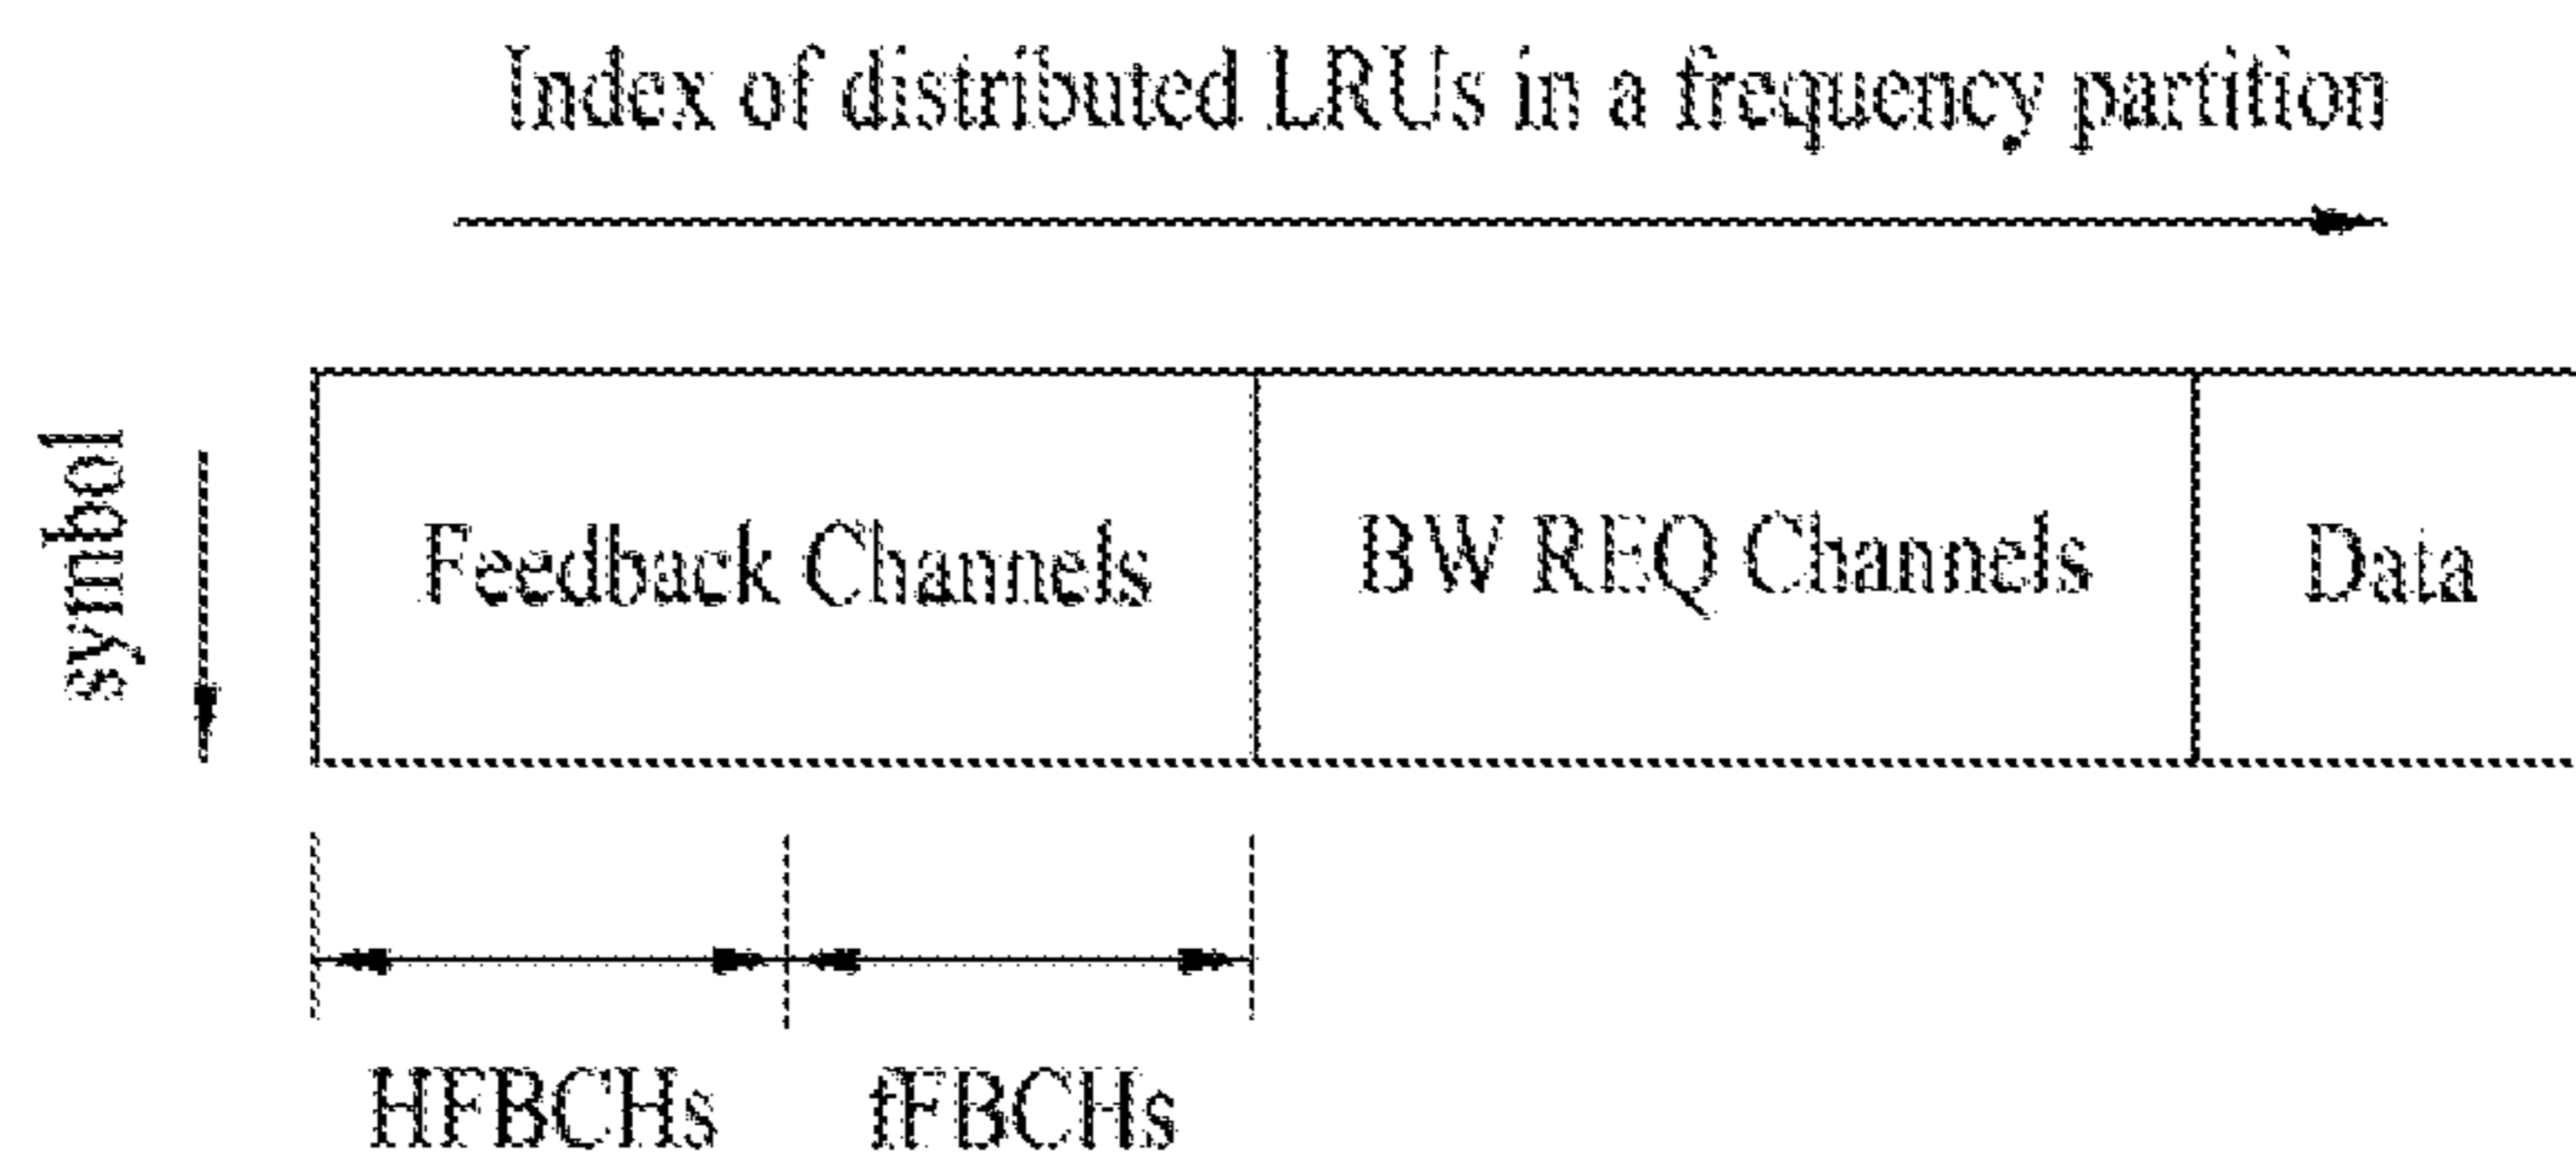 Index of distributed LRUs in a frequency partition
symbol
Feedback Channels
BW REQ Channels
Data
HFBCHs
fFBCHs